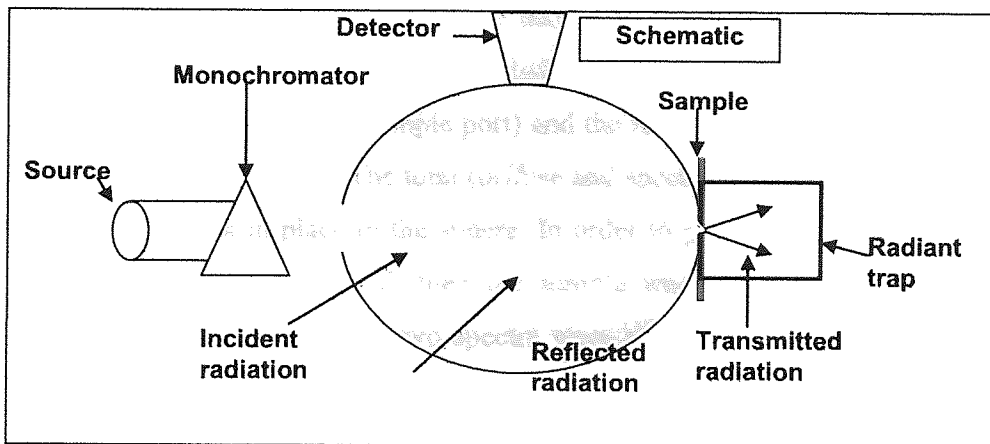 Detector
Schematic
Monochromator
Sample
Source
Radiant
trap
Incident
radiation
Reflected
radiation
Transmitted
radiation